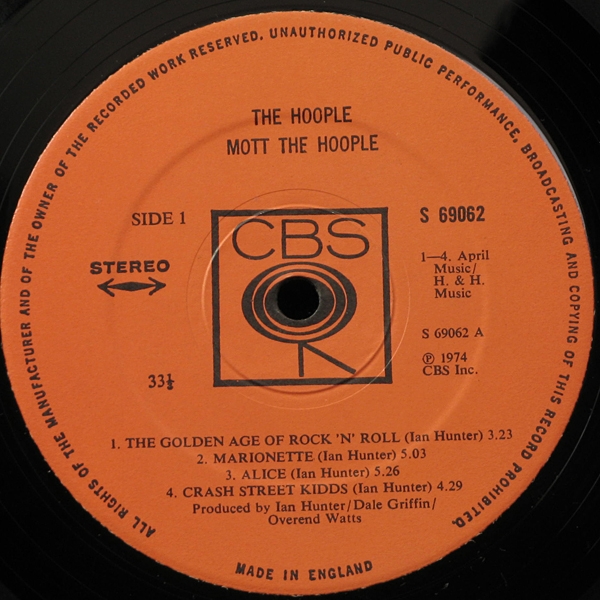 ALL RIGHTS OF THE MANUFACTURER AND OF THE OWNER OF THE RECORDED WORK RESERVED. UNAUTHORIZED PUBLIC PERFORMANCE, BROADCASTING AND COPYING OF THIS RECORD PROHIBITED.
THE HOOPLE
MOTT THE HOOPLE
SIDE 1
STEREO
33⅓
CBS
S 69062
1—4. April
Music/
H. & H.
Music
S 69062 A
℗ 1974
CBS Inc.
1. THE GOLDEN AGE OF ROCK 'N' ROLL (Ian Hunter) 3.23
2. MARIONETTE (Ian Hunter) 5.03
3. ALICE (Ian Hunter) 5.26
4. CRASH STREET KIDDS (Ian Hunter) 4.29
Produced by Ian Hunter/Dale Griffin/
Overend Watts
MADE IN ENGLAND